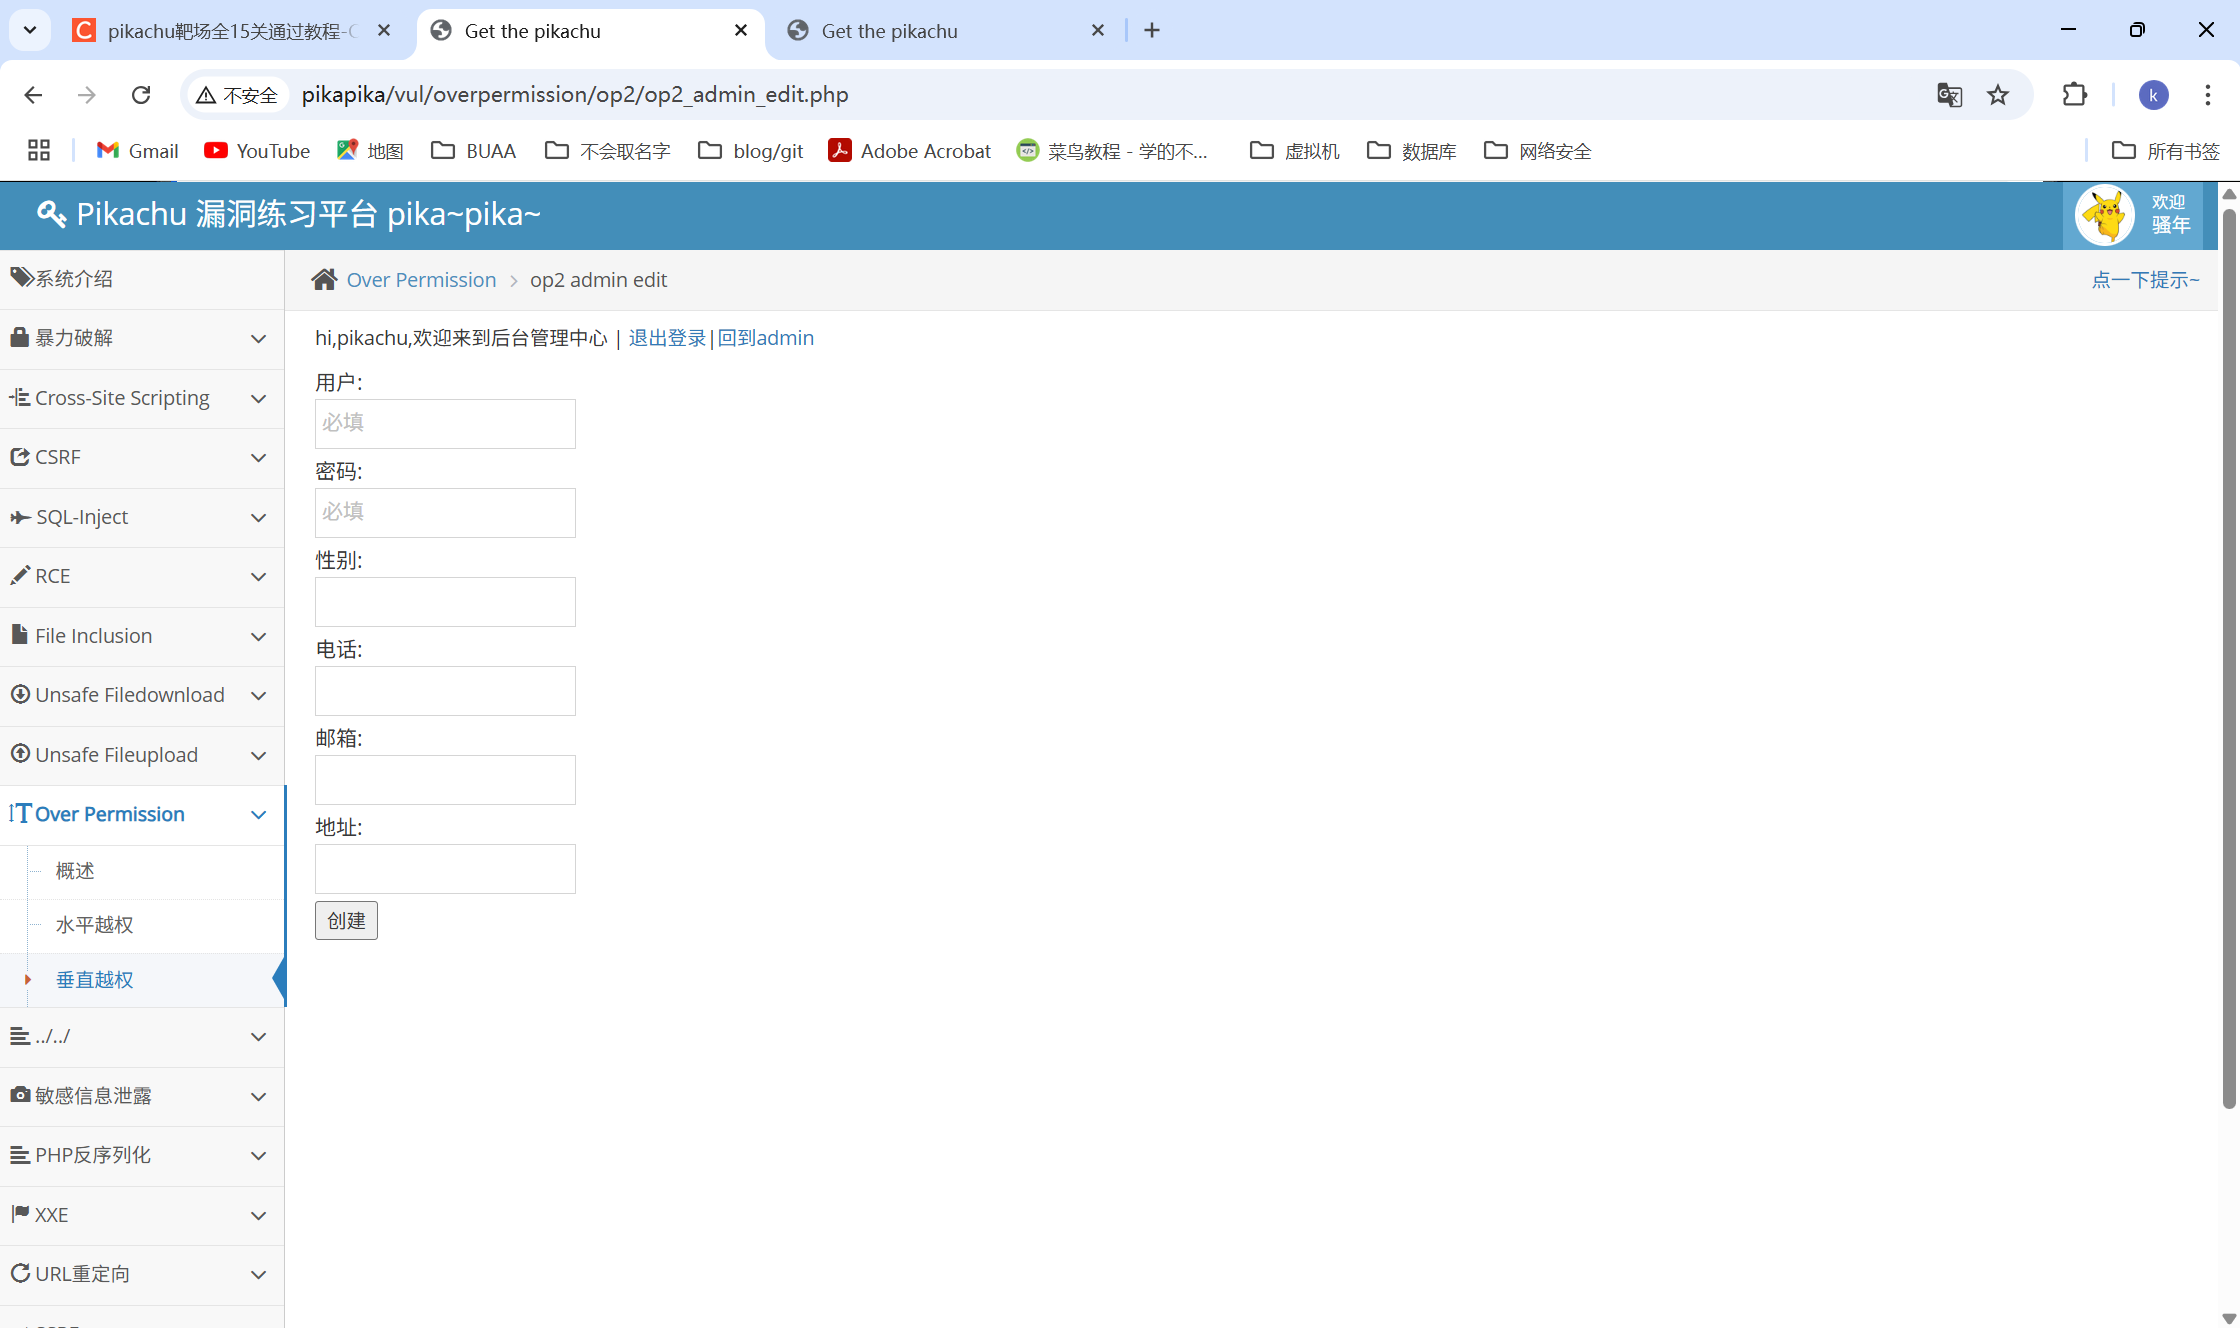 pikachu靶场全15关通过教程-C
Get the pikachu
Get the pikachu
不安全
pikapika/vul/overpermission/op2/op2_admin_edit.php
k
Gmail
YouTube
地图
BUAA
不会取名字
blog/git
Adobe Acrobat
菜鸟教程 - 学的不...
虚拟机
数据库
网络安全
所有书签
Pikachu 漏洞练习平台 pika~pika~
欢迎
骚年
系统介绍
暴力破解
Cross-Site Scripting
CSRF
SQL-Inject
RCE
File Inclusion
Unsafe Filedownload
Unsafe Fileupload
Over Permission
概述
水平越权
垂直越权
../../
敏感信息泄露
PHP反序列化
XXE
URL重定向
Over Permission > op2 admin edit
点一下提示~
hi,pikachu,欢迎来到后台管理中心 | 退出登录|回到admin
用户:
必填
密码:
必填
性别:
电话:
邮箱:
地址:
创建